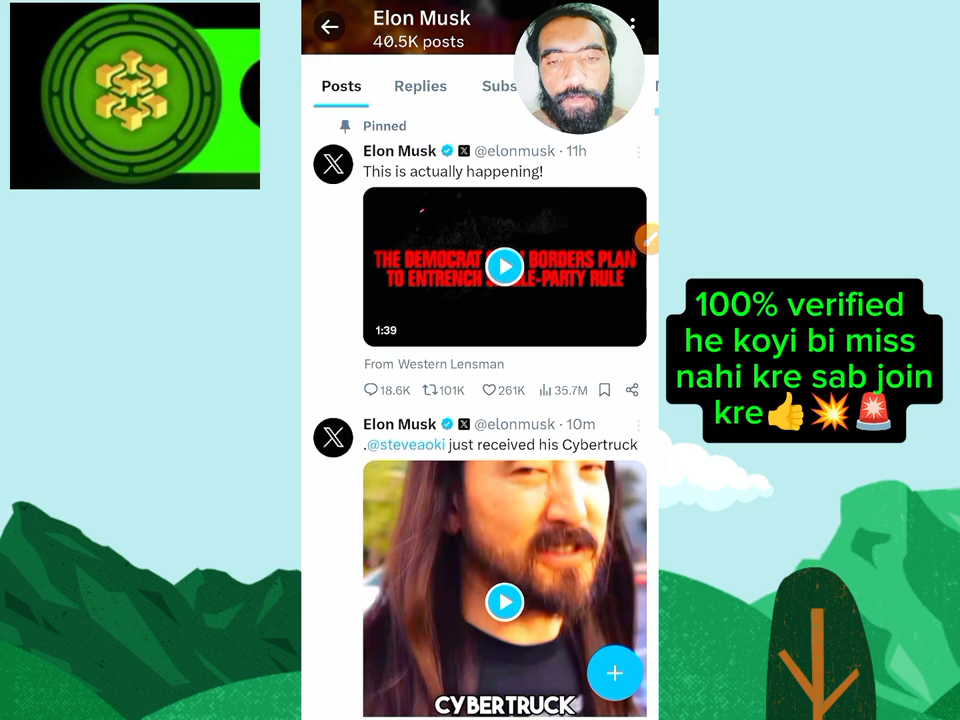 Elon Musk
40.5K posts
Posts Replies Subs
Pinned
Elon Musk @elonmusk · 11h
This is actually happening!
THE DEMOCRAT BORDERS PLAN
TO ENTRENCH LE-PARTY RULE
1:39
From Western Lensman
18.6K 101K 261K 35.7M
Elon Musk @elonmusk · 10m
.@steveaoki just received his Cybertruck
CYBERTRUCK
100% verified
he koyi bi miss
nahi kre sab join
kre👍💥🚨